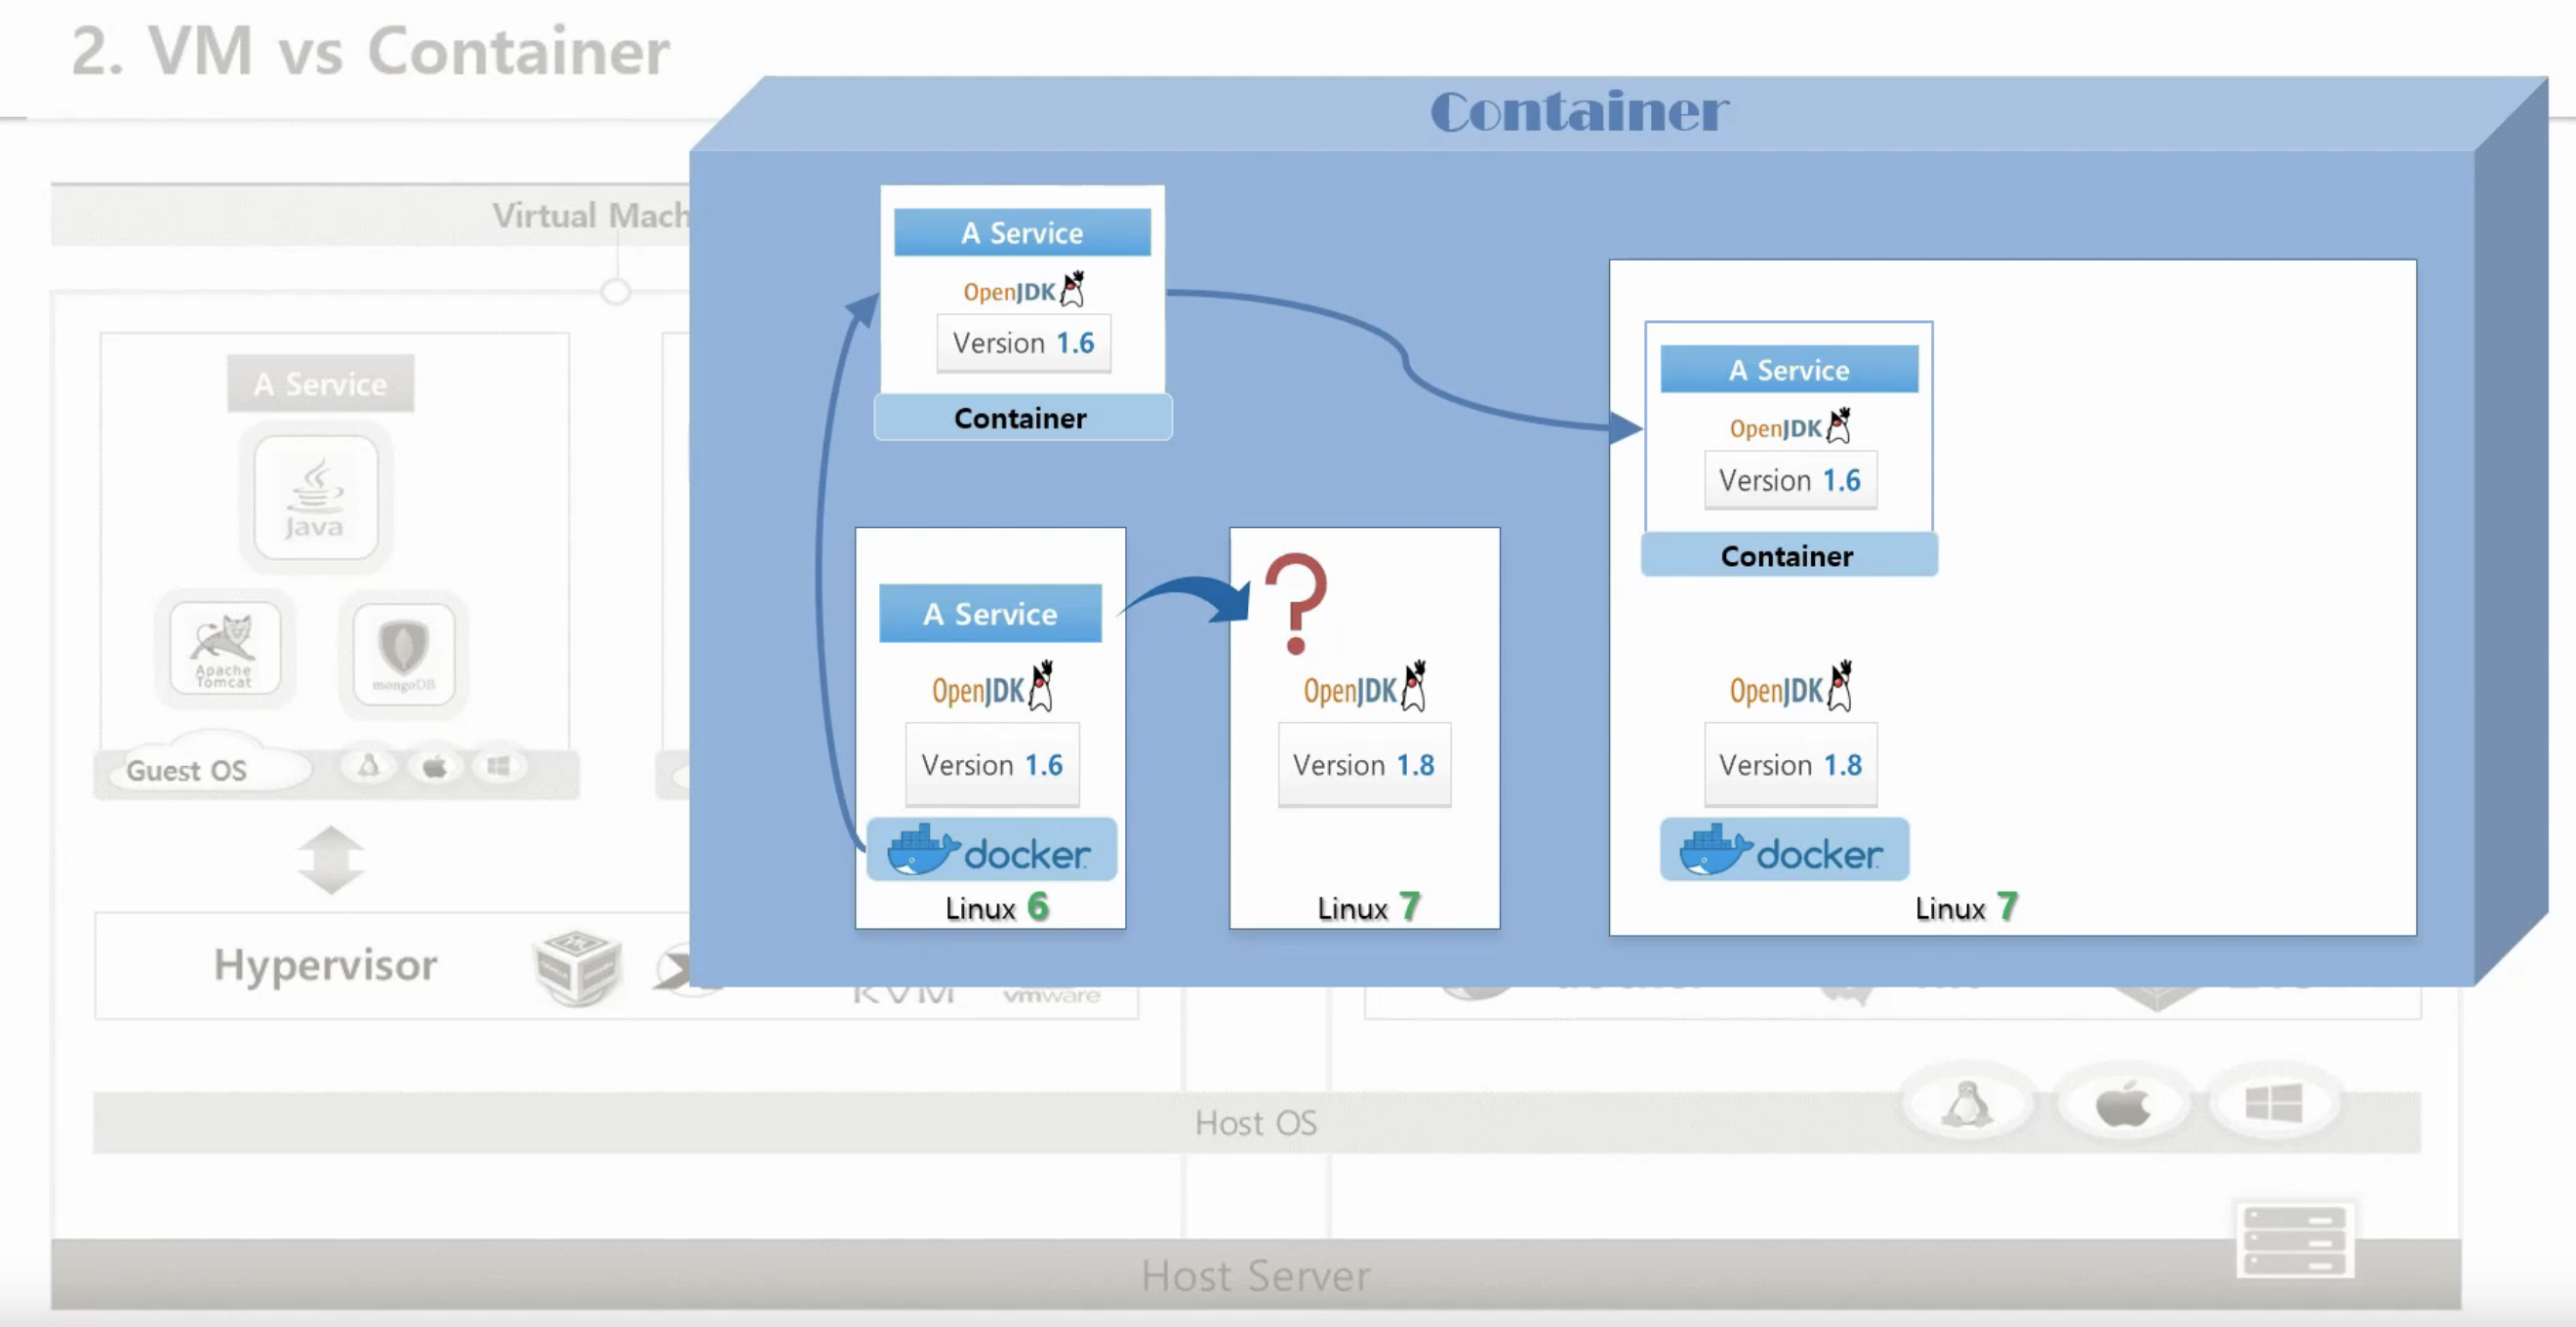 2. VM vs Container
Container
Virtual Mach
A Service
OpenJDK
Version 1.6
Container
A Service
OpenJDK
Version 1.6
Container
A Service
Java
Apache
Tomcat
mongoDB
Guest OS
A Service
OpenJDK
Version 1.6
docker
Linux 6
?
OpenJDK
Version 1.8
Linux 7
OpenJDK
Version 1.8
docker
Linux 7
Hypervisor
KVM
vmware
Host OS
Host Server